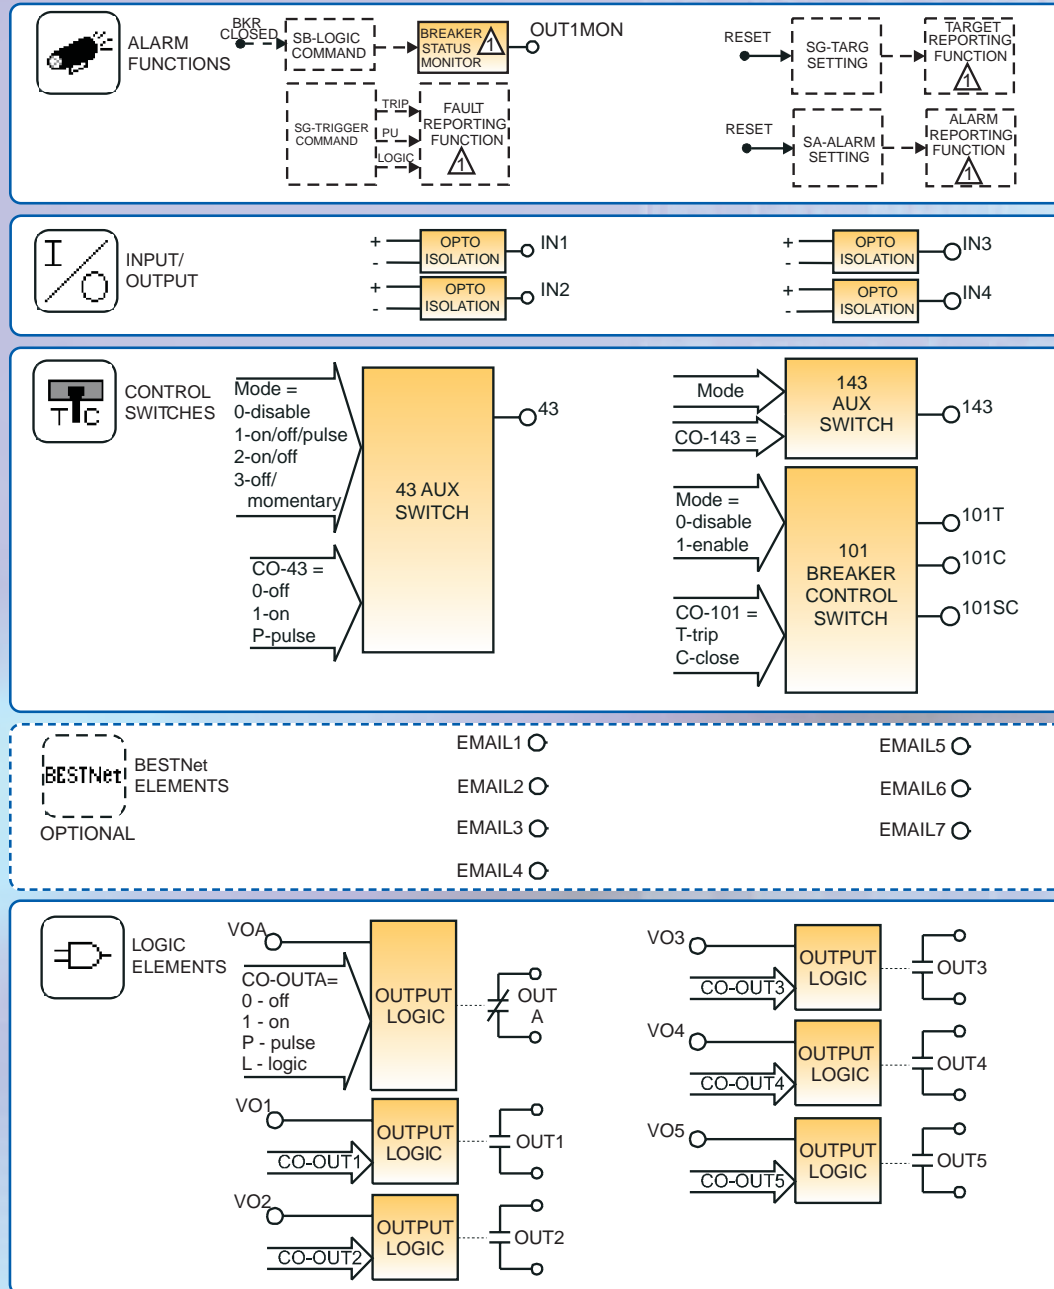 ALARM
FUNCTIONS
BKR
CLOSED
SB-LOGIC
COMMAND
BREAKER
STATUS
MONITOR
1
OUT1MON
SG-TRIGGER
COMMAND
TRIP
PU
LOGIC
FAULT
REPORTING
FUNCTION
1
RESET
SG-TARG
SETTING
TARGET
REPORTING
FUNCTION
1
RESET
SA-ALARM
SETTING
ALARM
REPORTING
FUNCTION
1
I/O
INPUT/
OUTPUT
+
-
OPTO
ISOLATION
IN1
+
-
OPTO
ISOLATION
IN2
+
-
OPTO
ISOLATION
IN3
+
-
OPTO
ISOLATION
IN4
T C
CONTROL
SWITCHES
Mode =
0-disable
1-on/off/pulse
2-on/off
3-off/
momentary
CO-43 =
0-off
1-on
P-pulse
43 AUX
SWITCH
43
Mode
CO-143 =
143
AUX
SWITCH
143
Mode =
0-disable
1-enable
CO-101 =
T-trip
C-close
101
BREAKER
CONTROL
SWITCH
101T
101C
101SC
BESTNet
BESTNet
ELEMENTS
OPTIONAL
EMAIL1
EMAIL2
EMAIL3
EMAIL4
EMAIL5
EMAIL6
EMAIL7
LOGIC
ELEMENTS
VOA
CO-OUTA=
0 - off
1 - on
P - pulse
L - logic
OUTPUT
LOGIC
OUT
A
VO1
CO-OUT1
OUTPUT
LOGIC
OUT1
VO2
CO-OUT2
OUTPUT
LOGIC
OUT2
VO3
CO-OUT3
OUTPUT
LOGIC
OUT3
VO4
CO-OUT4
OUTPUT
LOGIC
OUT4
VO5
CO-OUT5
OUTPUT
LOGIC
OUT5